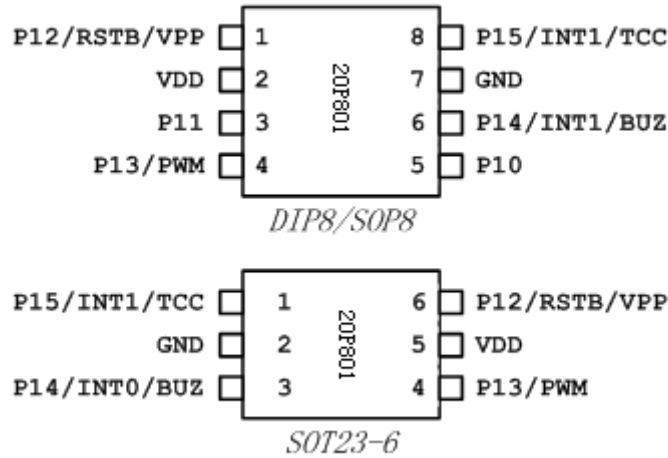 P12/RSTB/VPP 1 8 P15/INT1/TCC
VDD 2 7 GND
P11 3 6 P14/INT1/BUZ
P13/PWM 4 5 P10
20P801
DIP8/SOP8
P15/INT1/TCC 1 6 P12/RSTB/VPP
GND 2 5 VDD
P14/INT0/BUZ 3 4 P13/PWM
20P801
SOT23-6